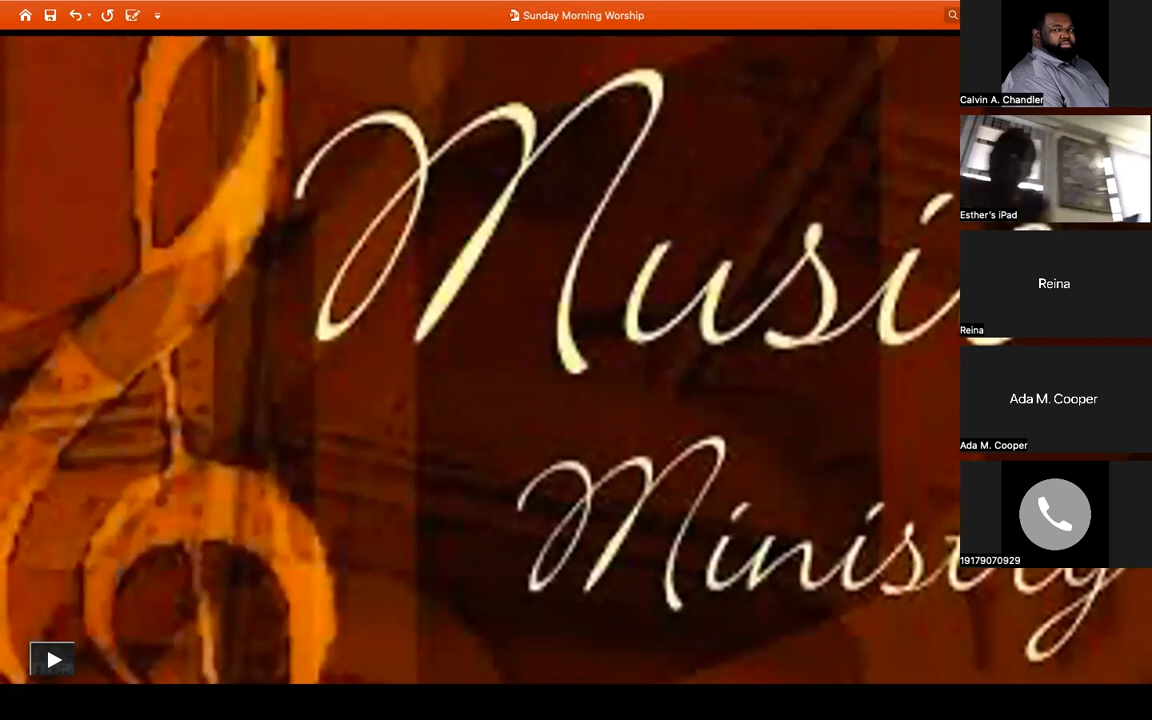 Sunday Morning Worship
Calvin A. Chandler
Musi
Esther's iPad
Reina
Reina
Ministry
Ada M. Cooper
Ada M. Cooper
19179070929